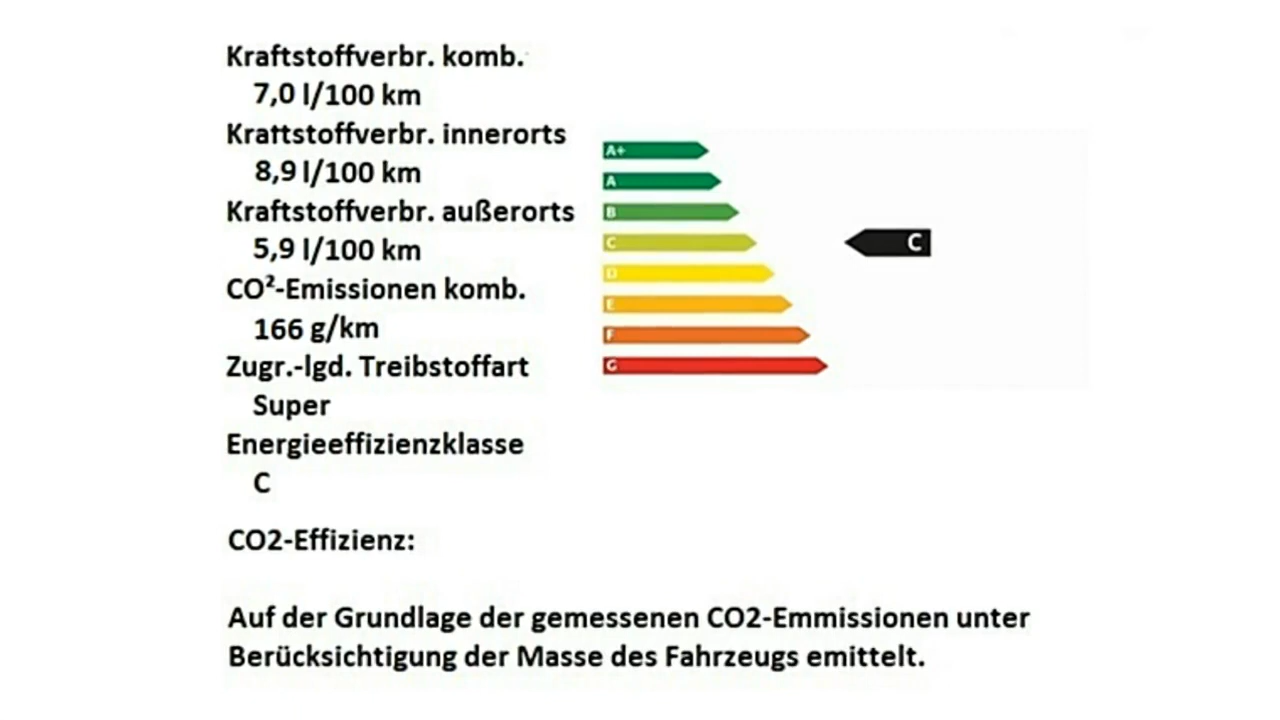 Kraftstoffverbr. komb.
7,0 l/100 km
Krattstoffverbr. innerorts
8,9 l/100 km
Kraftstoffverbr. außerorts
5,9 l/100 km
CO²-Emissionen komb.
166 g/km
Zugr.-lgd. Treibstoffart
Super
Energieeffizienzklasse
C
A+
A
B
C
C
D
E
F
G
CO2-Effizienz:
Auf der Grundlage der gemessenen CO2-Emmissionen unter
Berücksichtigung der Masse des Fahrzeugs emittelt.